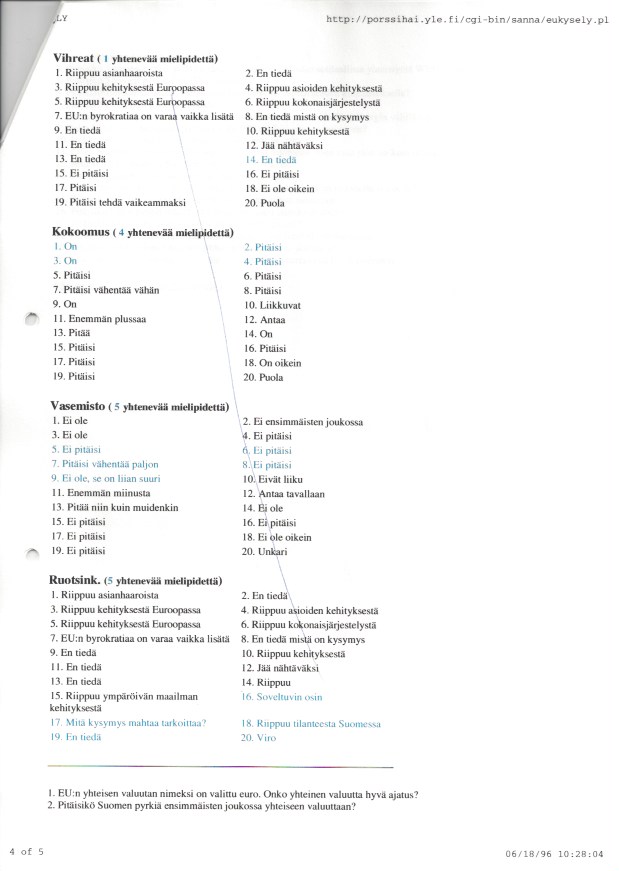 LY
http://porssihai.yle.fi/cgi-bin/sanna/eukysely.pl
Vihreat ( 1 yhtenevää mielipidettä)
1. Riippuu asianhaaroista
2. En tiedä
3. Riippuu kehityksestä Euroopassa
4. Riippuu asioiden kehityksestä
5. Riippuu kehityksestä Euroopassa
6. Riippuu kokonaisjärjestelystä
7. EU:n byrokratiaa on varaa vaikka lisätä
8. En tiedä mistä on kysymys
9. En tiedä
10. Riippuu kehityksestä
11. En tiedä
12. Jää nähtäväksi
13. En tiedä
14. En tiedä
15. Ei pitäisi
16. Ei pitäisi
17. Pitäisi
18. Ei ole oikein
19. Pitäisi tehdä vaikeammaksi
20. Puola
Kokoomus ( 4 yhtenevää mielipidettä)
1. On
2. Pitäisi
3. On
4. Pitäisi
5. Pitäisi
6. Pitäisi
7. Pitäisi vähentää vähän
8. Pitäisi
9. On
10. Liikkuvat
11. Enemmän plussaa
12. Antaa
13. Pitää
14. On
15. Pitäisi
16. Pitäisi
17. Pitäisi
18. On oikein
19. Pitäisi
20. Puola
Vasemisto ( 5 yhtenevää mielipidettä)
1. Ei ole
2. Ei ensimmäisten joukossa
3. Ei ole
4. Ei pitäisi
5. Ei pitäisi
6. Ei pitäisi
7. Pitäisi vähentää paljon
8. Ei pitäisi
9. Ei ole, se on liian suuri
10. Eivät liiku
11. Enemmän miinusta
12. Antaa tavallaan
13. Pitää niin kuin muidenkin
14. Ei ole
15. Ei pitäisi
16. Ei pitäisi
17. Ei pitäisi
18. Ei ole oikein
19. Ei pitäisi
20. Unkari
Ruotsink. (5 yhtenevää mielipidettä)
1. Riippuu asianhaaroista
2. En tiedä
3. Riippuu kehityksestä Euroopassa
4. Riippuu asioiden kehityksestä
5. Riippuu kehityksestä Euroopassa
6. Riippuu kokonaisjärjestelystä
7. EU:n byrokratiaa on varaa vaikka lisätä
8. En tiedä mistä on kysymys
9. En tiedä
10. Riippuu kehityksestä
11. En tiedä
12. Jää nähtäväksi
13. En tiedä
14. Riippuu
15. Riippuu ympäröivän maailman
kehityksestä
16. Soveltuvin osin
17. Mitä kysymys mahtaa tarkoittaa?
18. Riippuu tilanteesta Suomessa
19. En tiedä
20. Viro
1. EU:n yhteisen valuutan nimeksi on valittu euro. Onko yhteinen valuutta hyvä ajatus?
2. Pitäisikö Suomen pyrkiä ensimmäisten joukossa yhteiseen valuuttaan?
4 of 5
06/18/96 10:28:04